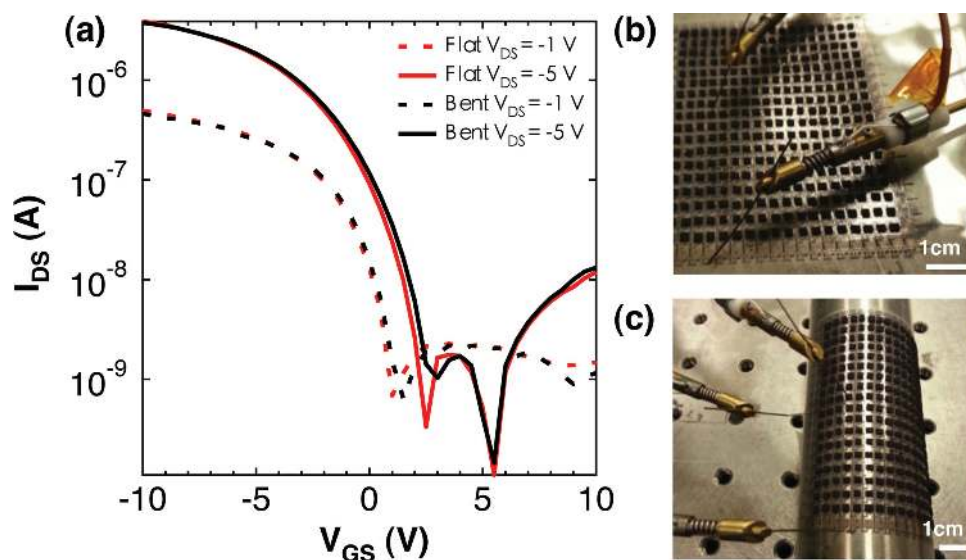 (a)
Flat V_DS = -1 V
Flat V_DS = -5 V
Bent V_DS = -1 V
Bent V_DS = -5 V
10^-6
10^-7
10^-8
10^-9
I_DS (A)
-10
-5
0
5
10
V_GS (V)
(b)
1cm
(c)
1cm